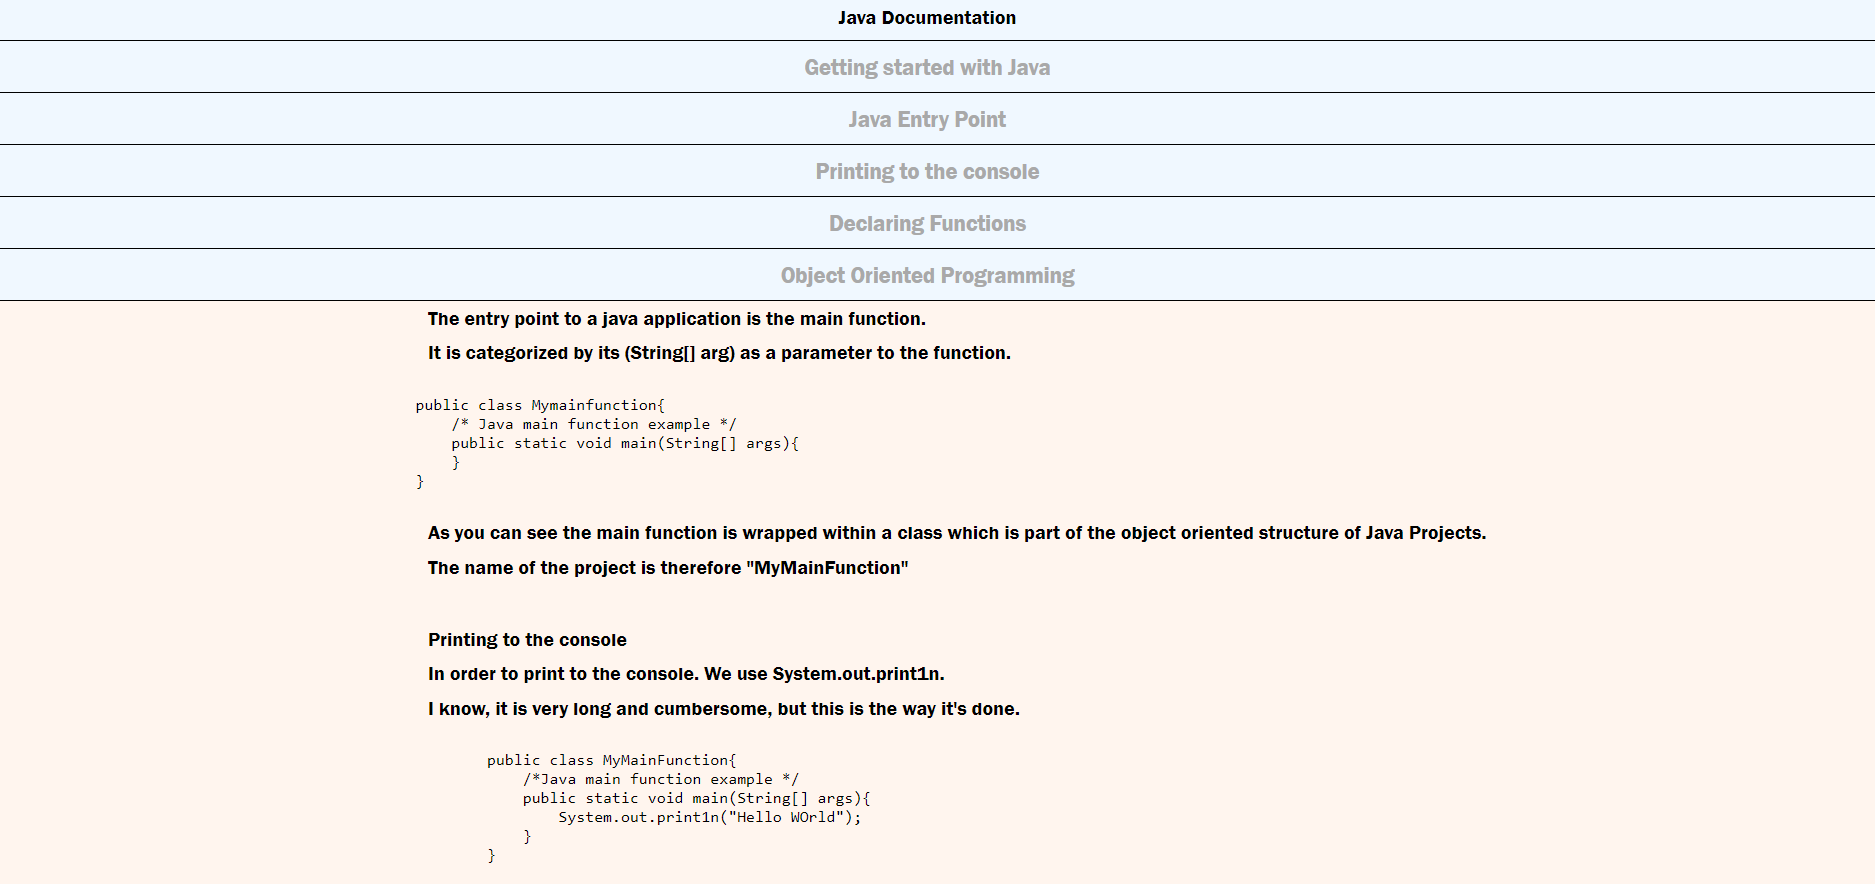 Java Documentation
Getting started with Java
Java Entry Point
Printing to the console
Declaring Functions
Object Oriented Programming
The entry point to a java application is the main function.
It is categorized by its (String[] arg) as a parameter to the function.
public class Mymainfunction{
    /* Java main function example */
    public static void main(String[] args){
    }
}
As you can see the main function is wrapped within a class which is part of the object oriented structure of Java Projects.
The name of the project is therefore "MyMainFunction"
Printing to the console
In order to print to the console. We use System.out.print1n.
I know, it is very long and cumbersome, but this is the way it's done.
public class MyMainFunction{
    /*Java main function example */
    public static void main(String[] args){
        System.out.print1n("Hello WOrld");
    }
}